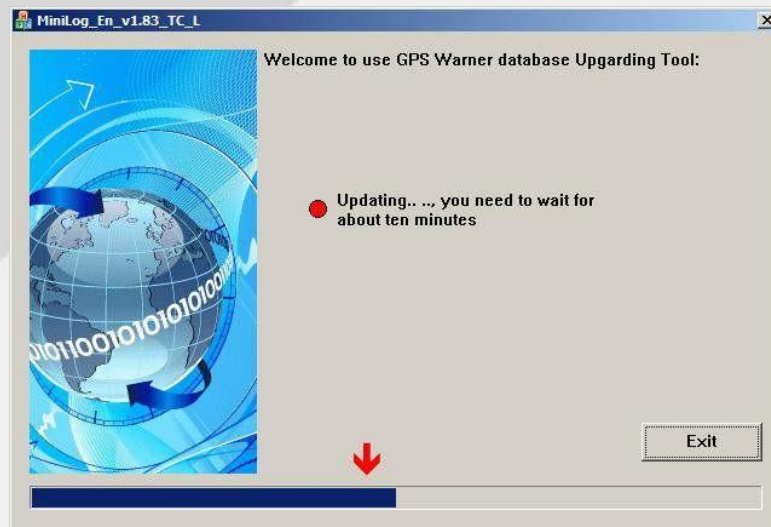 MiniLog_En_v1.83_TC_L
Welcome to use GPS Warner database Upgarding Tool:
Updating.. .., you need to wait for
about ten minutes
01011001010101010100
Exit